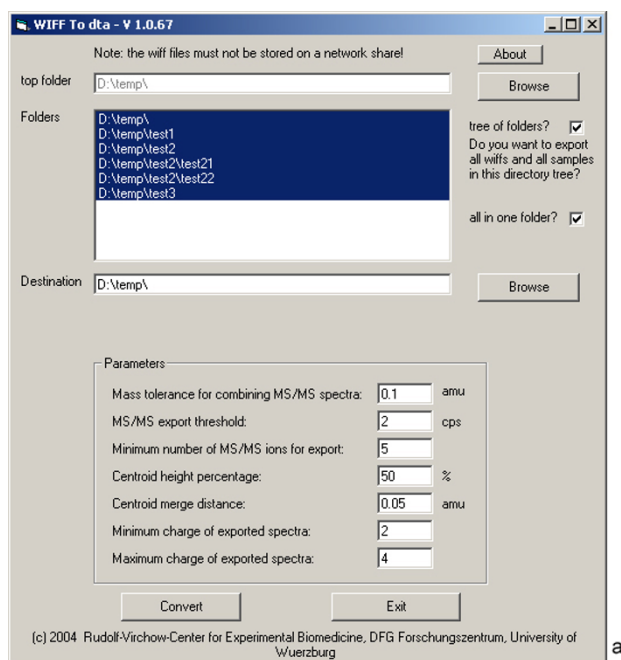 WIFF To dta - V 1.0.67
Note: the wiff files must not be stored on a network share!
About
top folder
D:\temp\
Browse
Folders
D:\temp\
D:\temp\test1
D:\temp\test2
D:\temp\test2\test21
D:\temp\test2\test22
D:\temp\test3
tree of folders?
Do you want to export
all wiffs and all samples
in this directory tree?
all in one folder?
Destination
D:\temp\
Browse
Parameters
Mass tolerance for combining MS/MS spectra: 0.1 amu
MS/MS export threshold: 2 cps
Minimum number of MS/MS ions for export: 5
Centroid height percentage: 50 %
Centroid merge distance: 0.05 amu
Minimum charge of exported spectra: 2
Maximum charge of exported spectra: 4
Convert
Exit
(c) 2004 Rudolf-Virchow-Center for Experimental Biomedicine, DFG Forschungszentrum, University of
Wuerzburg
a